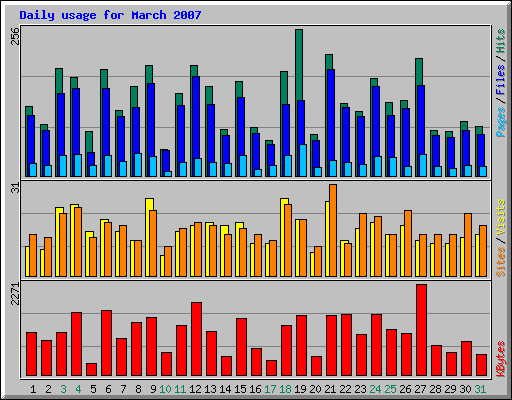 Daily usage for March 2007
256
Pages / Files / Hits
31
Sites / Visits
2271
KBytes
1 2 3 4 5 6 7 8 9 10 11 12 13 14 15 16 17 18 19 20 21 22 23 24 25 26 27 28 29 30 31